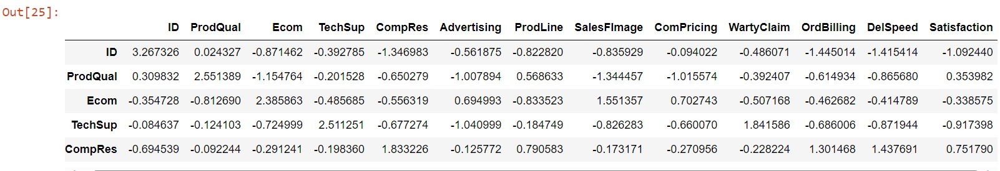 Out[25]:
ID ProdQual Ecom TechSup CompRes Advertising ProdLine SalesFImage ComPricing WartyClaim OrdBilling DelSpeed Satisfaction
ID 3.267326 0.024327 -0.871462 -0.392785 -1.346983 -0.561875 -0.822820 -0.835929 -0.094022 -0.486071 -1.445014 -1.415414 -1.092440
ProdQual 0.309832 2.551389 -1.154764 -0.201528 -0.650279 -1.007894 0.568633 -1.344457 -1.015574 -0.392407 -0.614934 -0.865680 0.353982
Ecom -0.354728 -0.812690 2.385863 -0.485685 -0.556319 0.694993 -0.833523 1.551357 0.702743 -0.507168 -0.462682 -0.414789 -0.338575
TechSup -0.084637 -0.124103 -0.724999 2.511251 -0.677274 -1.040999 -0.184749 -0.826283 -0.660070 1.841586 -0.686006 -0.871944 -0.917398
CompRes -0.694539 -0.092244 -0.291241 -0.198360 1.833226 -0.125772 0.790583 -0.173171 -0.270956 -0.228224 1.301468 1.437691 0.751790